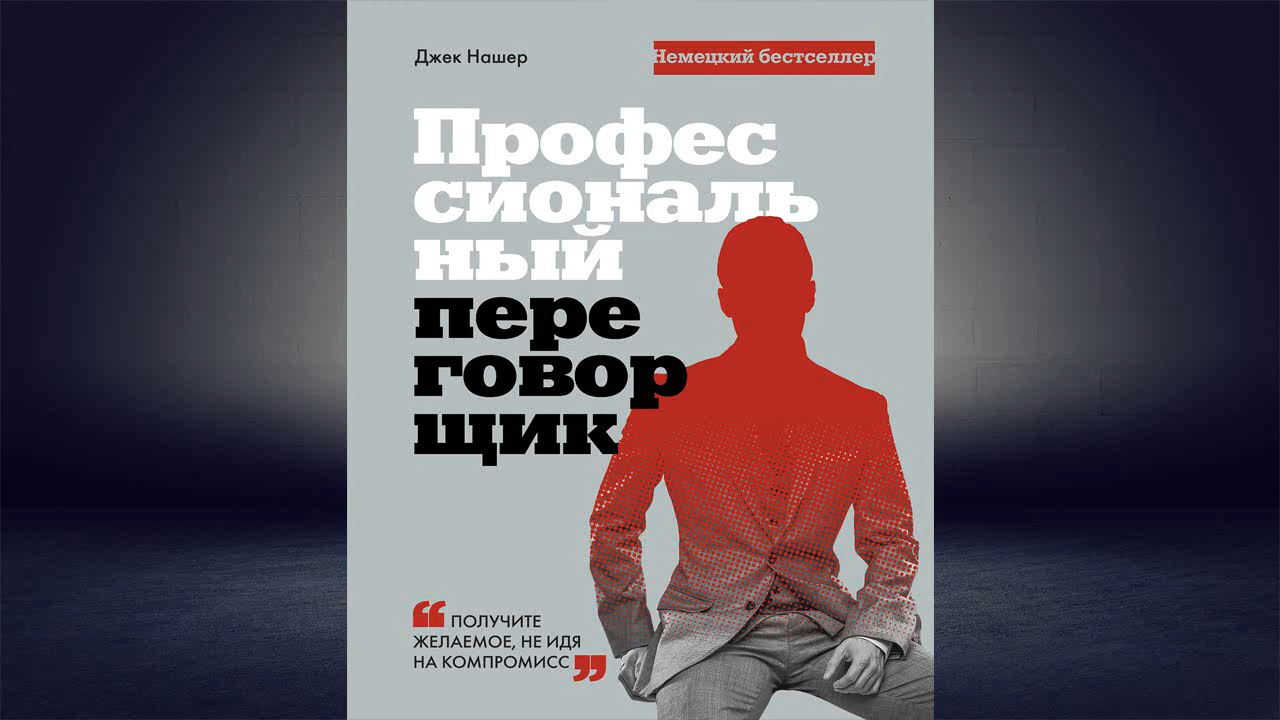 Джек Нашер
Немецкий бестселлер
Профес
сиональ
ный
пере
говор
щик
“ ПОЛУЧИТЕ
ЖЕЛАЕМОЕ, НЕ ИДЯ
НА КОМПРОМИСС ”